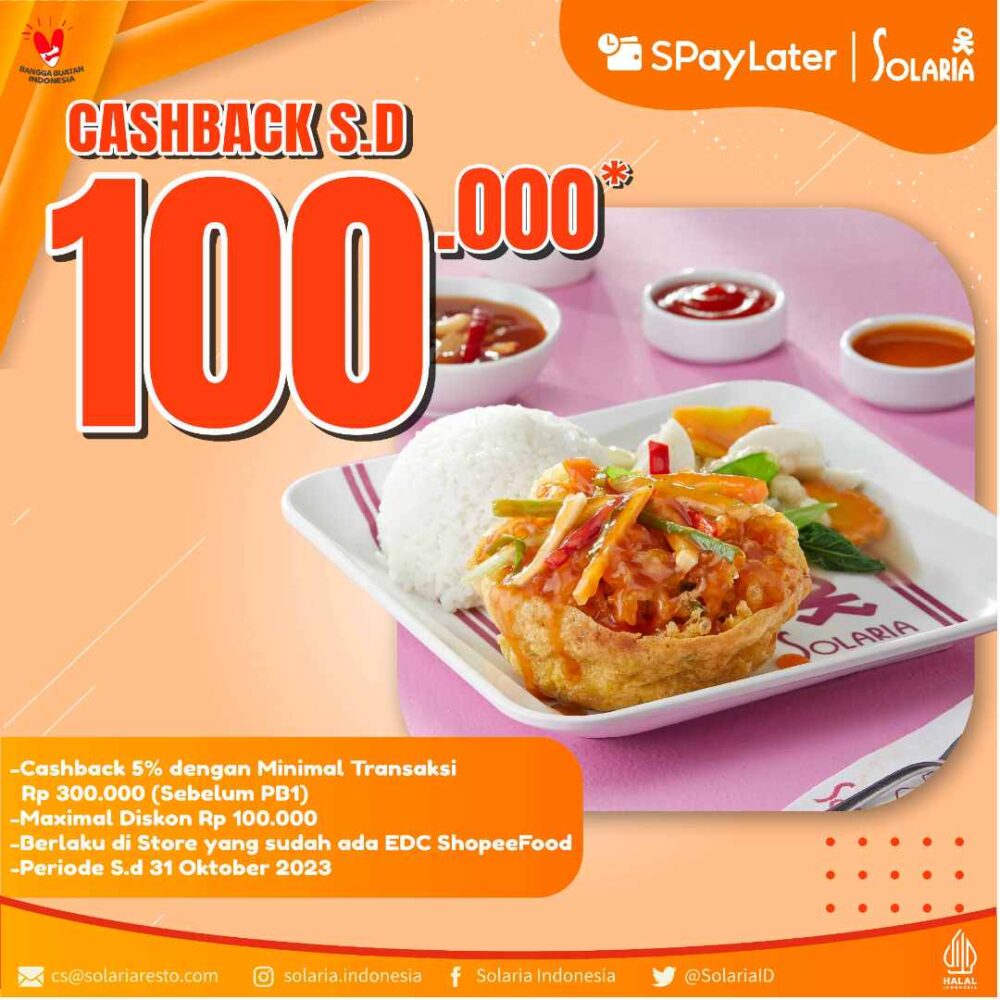 BANGGA BUATAN
INDONESIA
SPayLater | SOLARIA
CASHBACK S.D
100.000*
SOLARIA
-Cashback 5% dengan Minimal Transaksi
Rp 300.000 (Sebelum PB1)
-Maximal Diskon Rp 100.000
-Berlaku di Store yang sudah ada EDC ShopeeFood
-Periode S.d 31 Oktober 2023
cs@solariaresto.com solaria.indonesia Solaria Indonesia @SolariaID
HALAL
INDONESIA